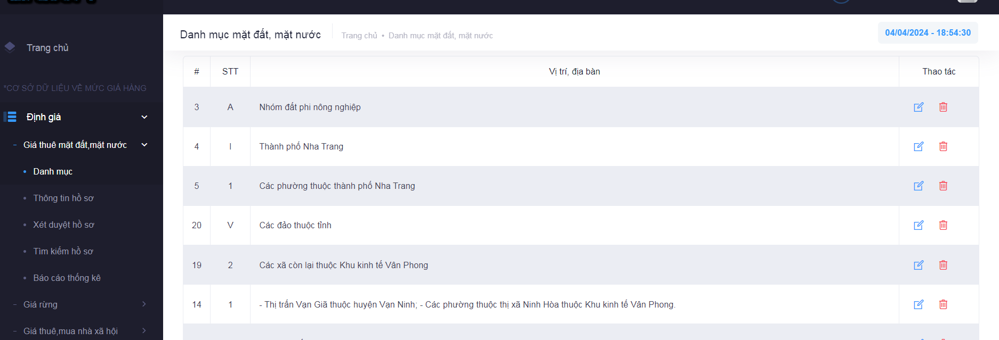 Danh mục mặt đất, mặt nước
Trang chủ • Danh mục mặt đất, mặt nước
04/04/2024 - 18:54:30
Trang chủ
*CƠ SỞ DỮ LIỆU VỀ MỨC GIÁ HÀNG
Định giá
- Giá thuê mặt đất,mặt nước
• Danh mục
• Thông tin hồ sơ
• Xét duyệt hồ sơ
• Tìm kiếm hồ sơ
• Báo cáo thống kê
- Giá rừng
- Giá thuê,mua nhà xã hội
# STT Vị trí, địa bàn Thao tác
3 A Nhóm đất phi nông nghiệp
4 I Thành phố Nha Trang
5 1 Các phường thuộc thành phố Nha Trang
20 V Các đảo thuộc tỉnh
19 2 Các xã còn lại thuộc Khu kinh tế Vân Phong
14 1 - Thị trấn Vạn Giã thuộc huyện Vạn Ninh; - Các phường thuộc thị xã Ninh Hòa thuộc Khu kinh tế Vân Phong.